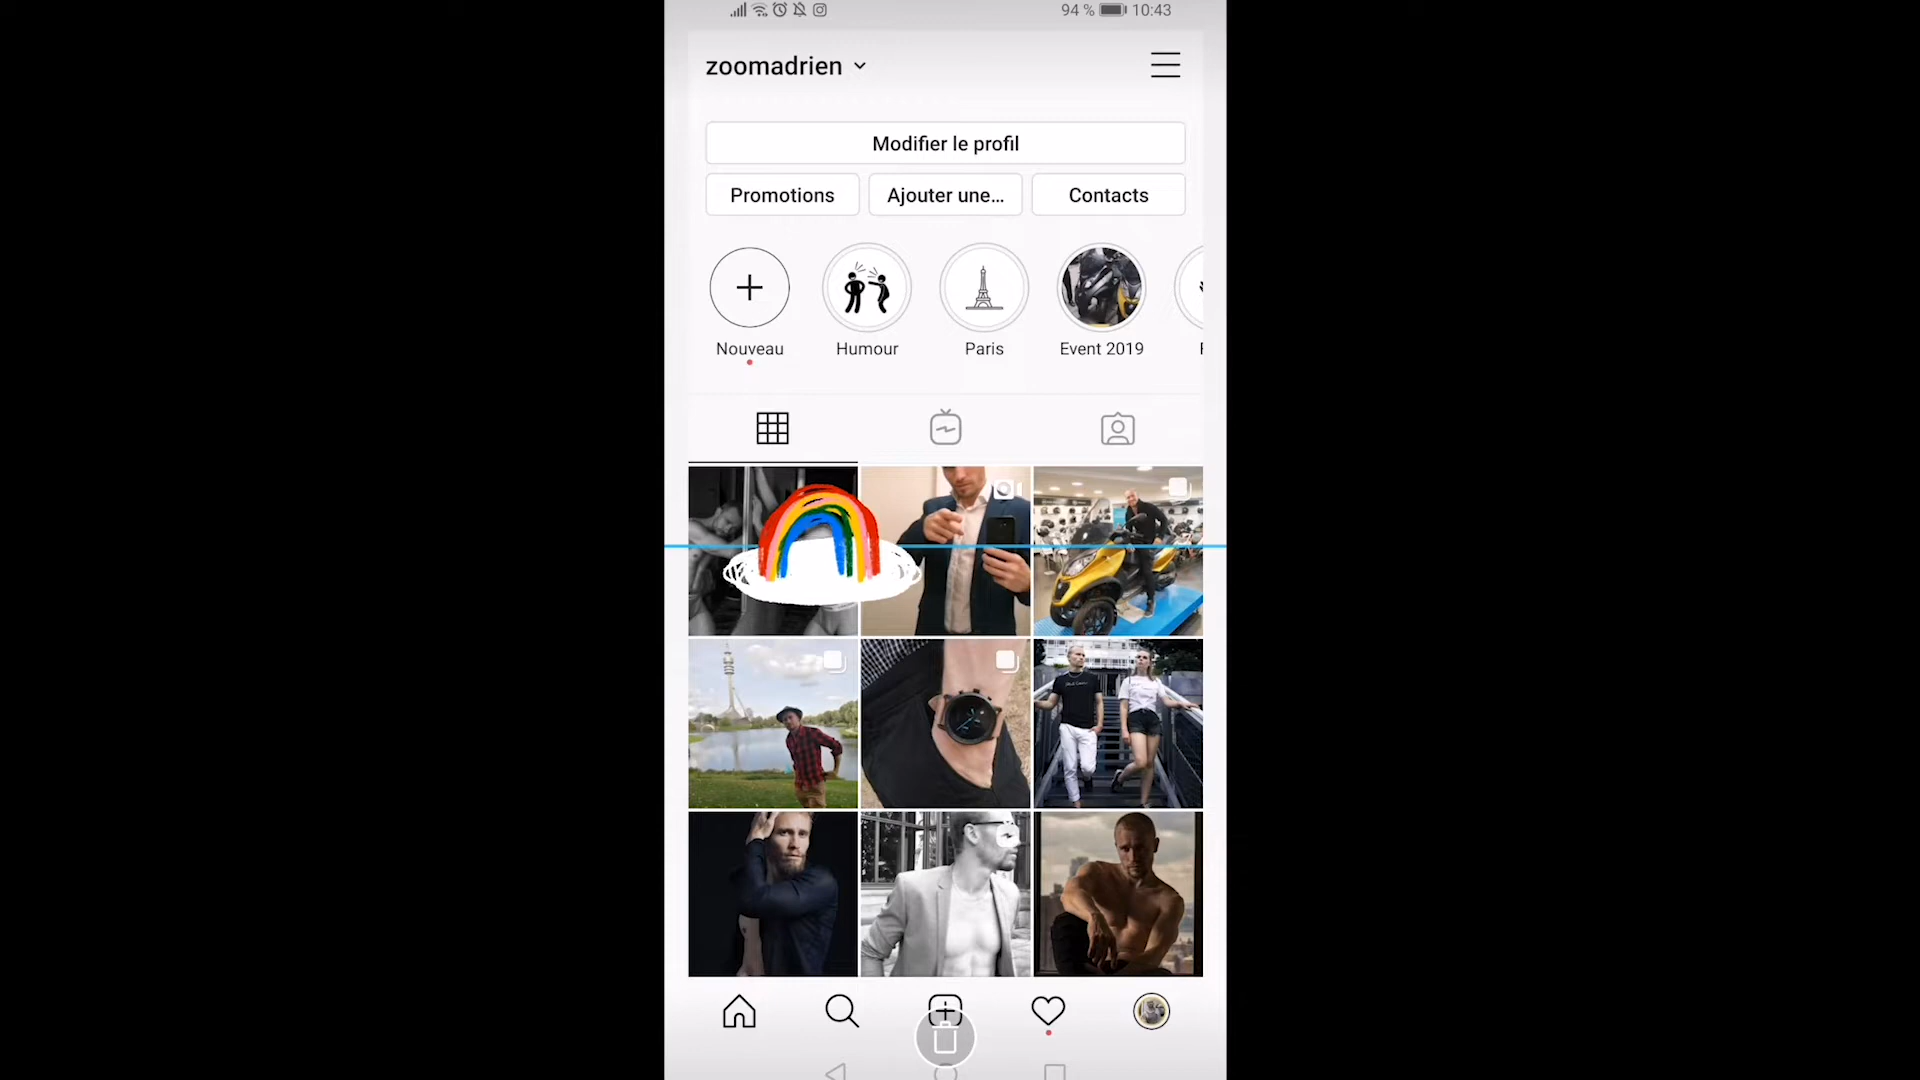 94 % 10:43
zoomadrien
Modifier le profil
Promotions Ajouter une... Contacts
Nouveau Humour Paris Event 2019